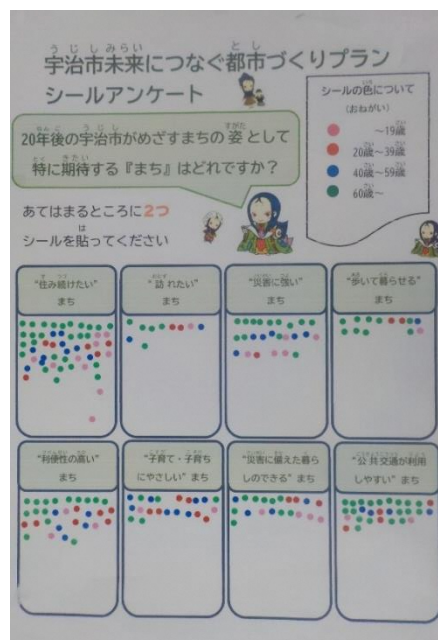 宇治市未来につなぐ都市づくりプラン
シールアンケート
シールの色について
(おねがい)
~19歳
20歳~39歳
40歳~59歳
60歳~
20年後の宇治市がめざすまちの姿として
特に期待する『まち』はどれですか?
あてはまるところに2つ
シールを貼ってください
"住み続けたい"
まち
"訪れたい"
まち
"災害に強い"
まち
"歩いて暮らせる"
まち
"利便性の高い"
まち
"子育て・子育ち
にやさしい"まち
"災害に備えた暮ら
しのできる"まち
"公共交通が利用
しやすい"まち